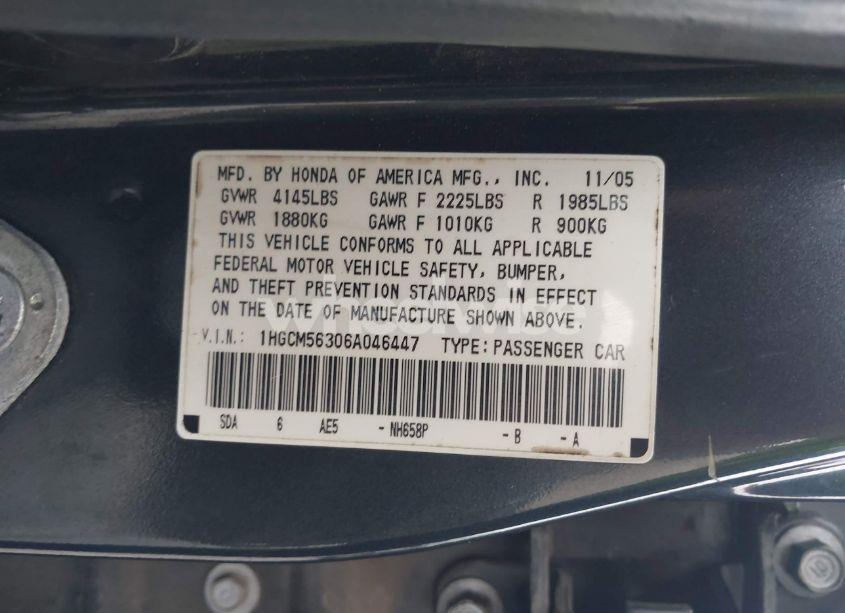 MFD. BY HONDA OF AMERICA MFG., INC. 11/05
GVWR 4145LBS GAWR F 2225LBS R 1985LBS
GVWR 1880KG GAWR F 1010KG R 900KG
THIS VEHICLE CONFORMS TO ALL APPLICABLE
FEDERAL MOTOR VEHICLE SAFETY, BUMPER,
AND THEFT PREVENTION STANDARDS IN EFFECT
ON THE DATE OF MANUFACTURE SHOWN ABOVE.
V.I.N.: 1HGCM56306A046447 TYPE:PASSENGER CAR
SDA 6 AE5 -NH658P -B -A